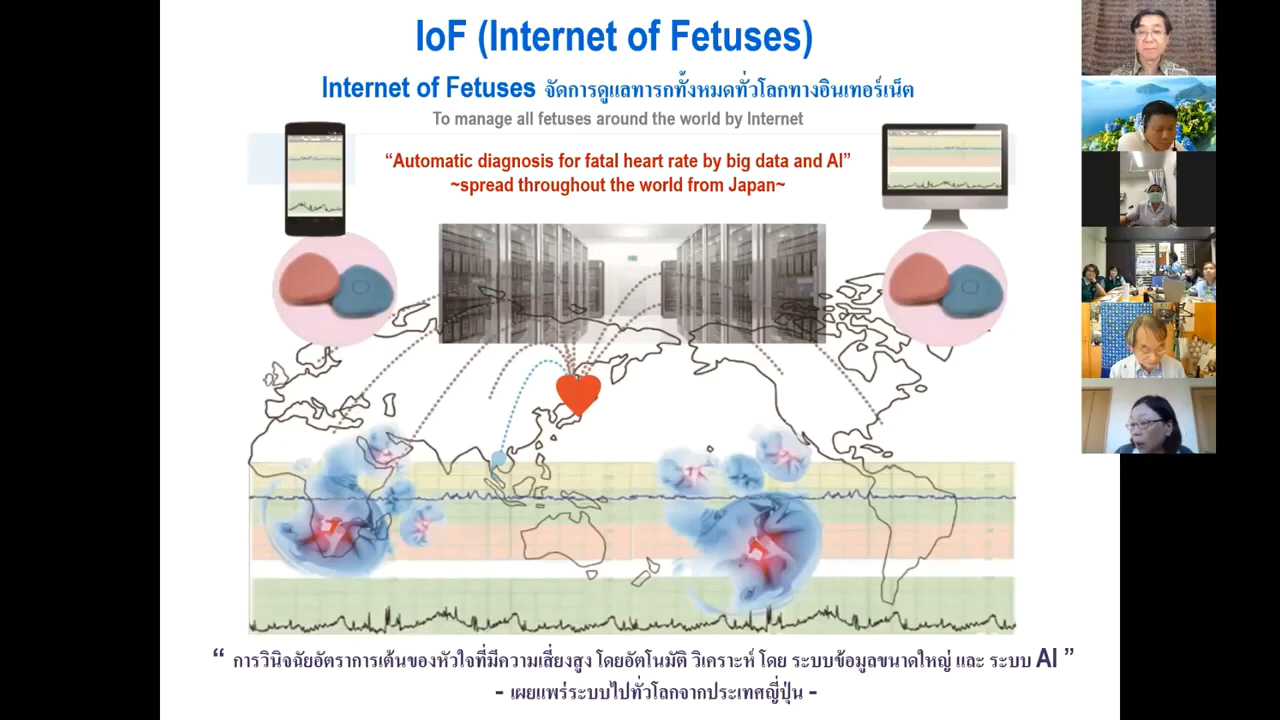 IoF (Internet of Fetuses)
Internet of Fetuses จัดการดูแลทารกทั้งหมดทั่วโลกทางอินเทอร์เน็ต
To manage all fetuses around the world by Internet
“Automatic diagnosis for fatal heart rate by big data and AI”
~spread throughout the world from Japan~
“ การวินิจฉัยอัตราการเต้นของหัวใจที่มีความเสี่ยงสูง โดยอัตโนมัติ วิเคราะห์ โดย ระบบข้อมูลขนาดใหญ่ และ ระบบ AI ”
- เผยแพร่ระบบไปทั่วโลกจากประเทศญี่ปุ่น -